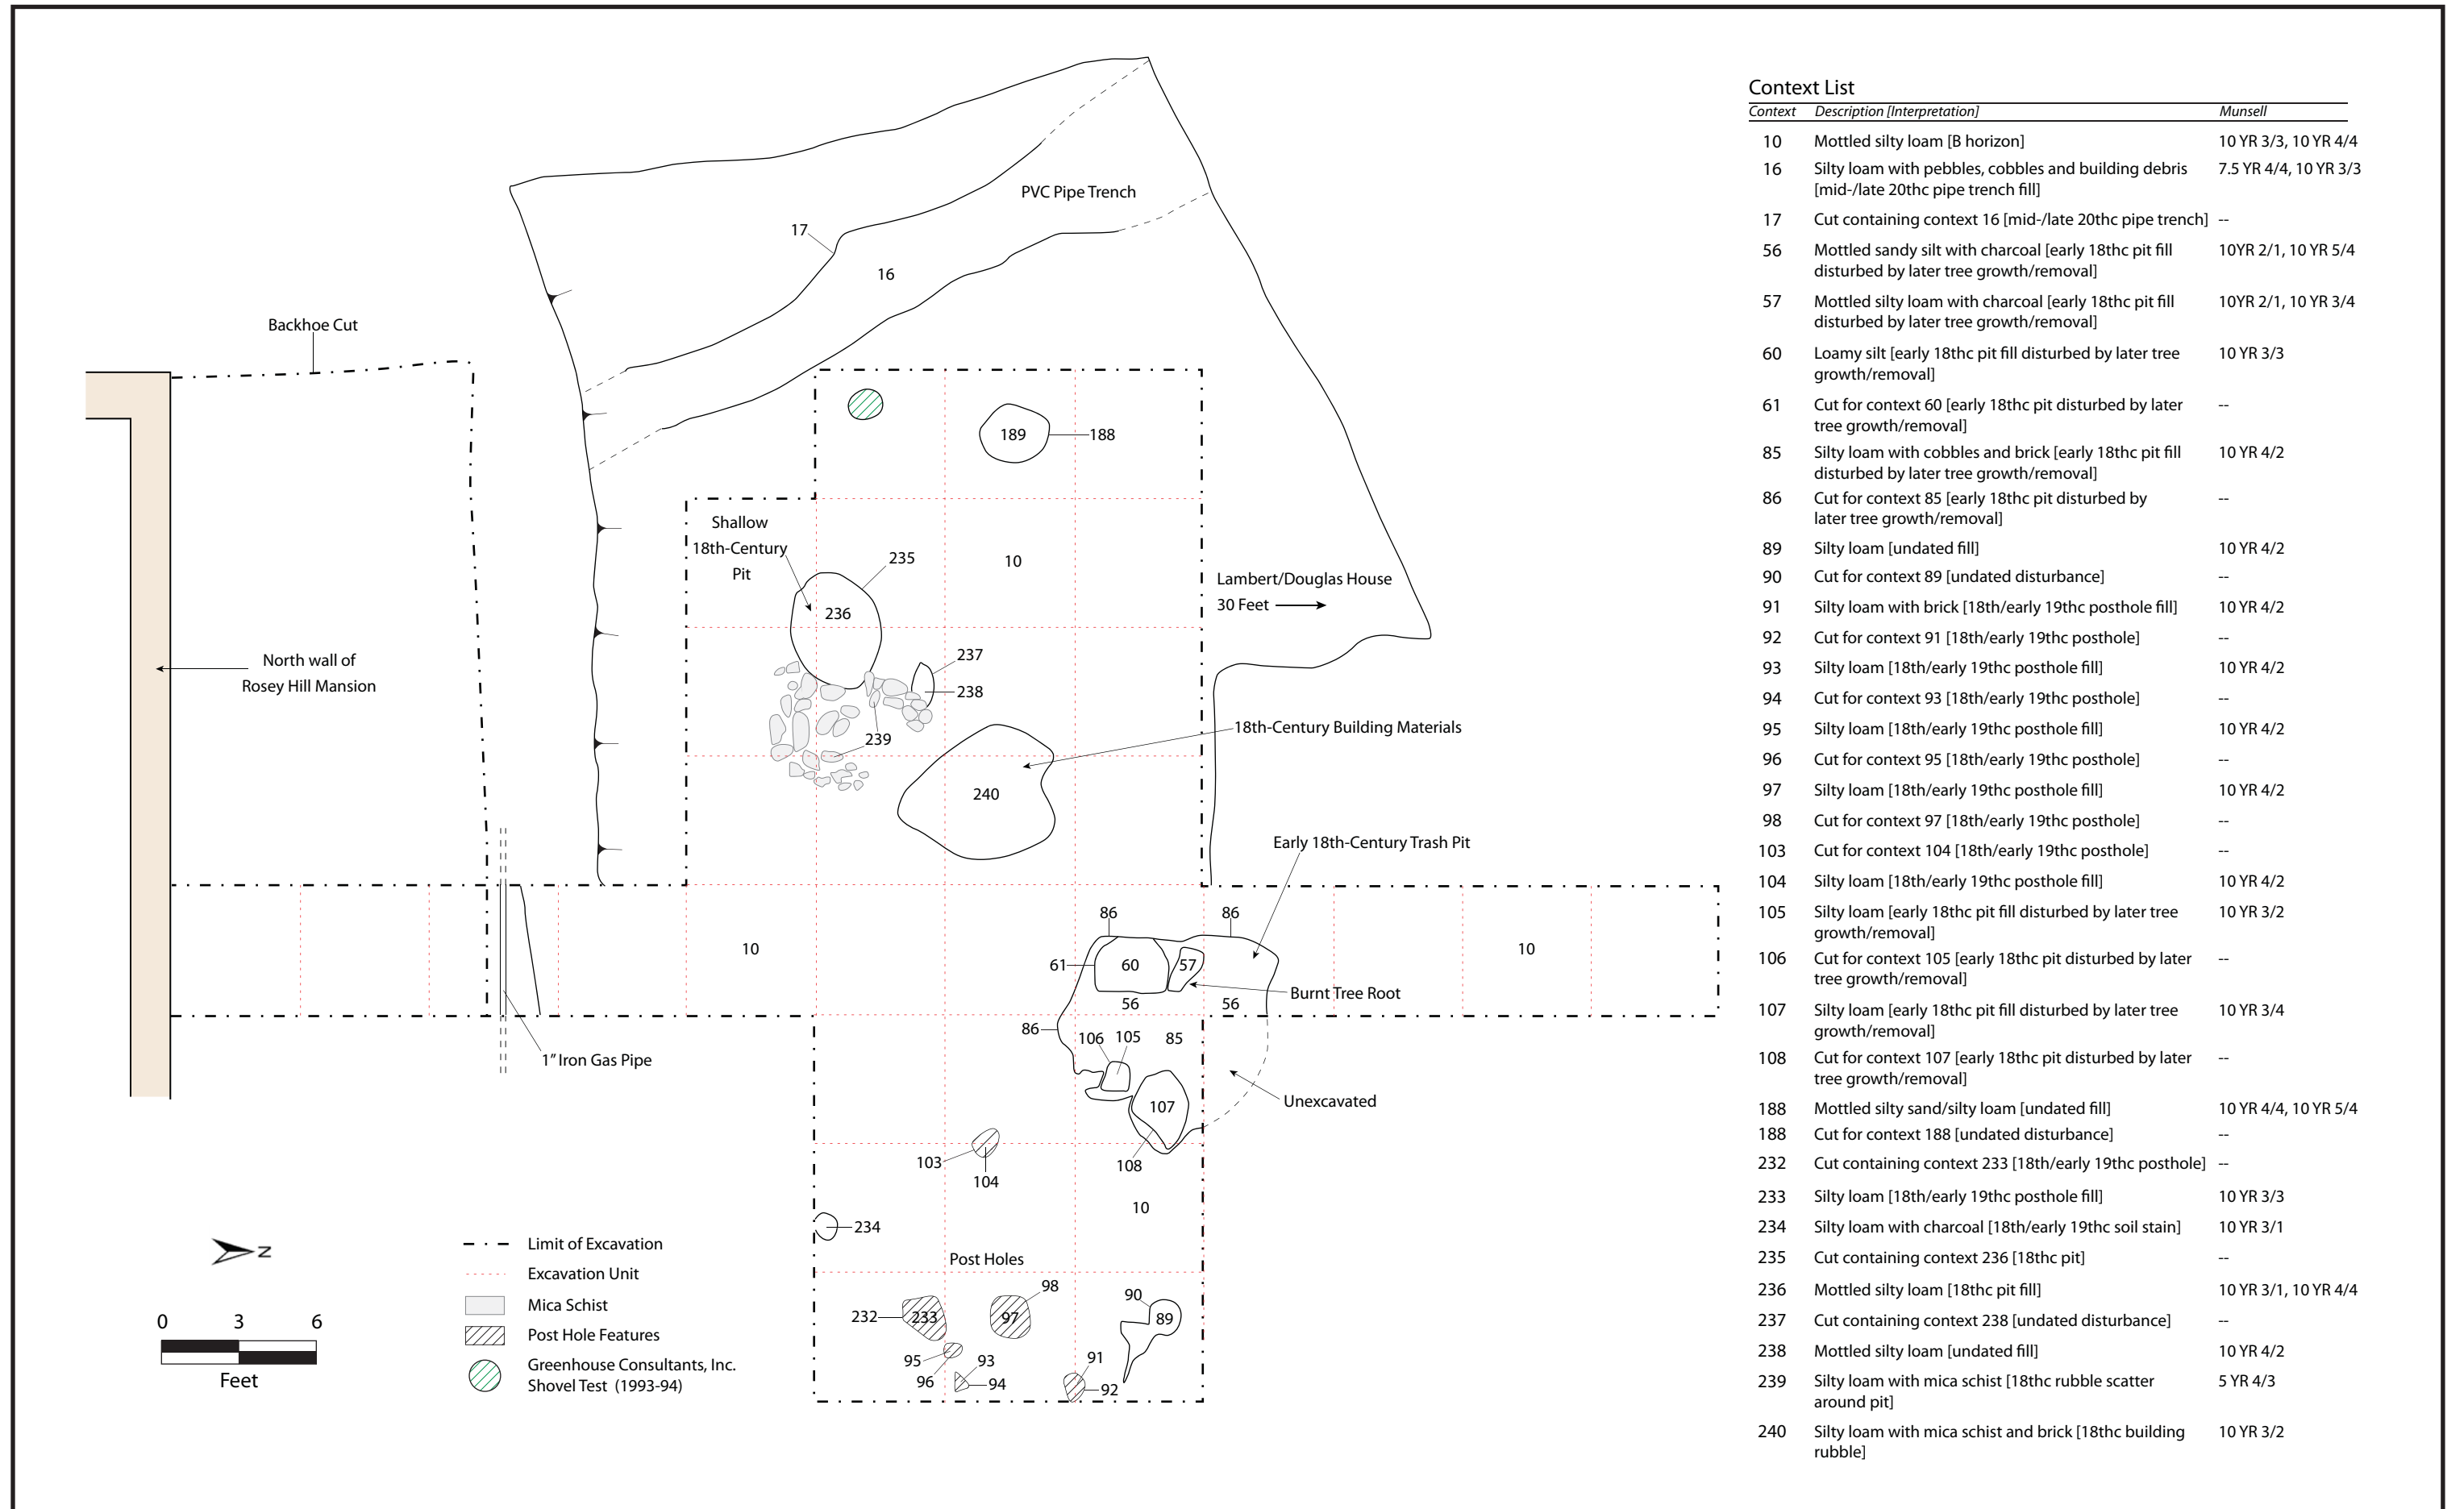 PVC Pipe Trench
17
16
Backhoe Cut
189
188
Shallow
18th-Century
Pit
235
10
236
Lambert/Douglas House
30 Feet
North wall of
Rosey Hill Mansion
237
238
239
18th-Century Building Materials
240
Early 18th-Century Trash Pit
86
86
10
61
60
57
10
Burnt Tree Root
56
56
86
106
105
85
1” Iron Gas Pipe
107
Unexcavated
103
104
108
10
234
Post Holes
232
233
98
97
90
89
95
96
93
94
91
92
N
0 3 6
Feet
Limit of Excavation
Excavation Unit
Mica Schist
Post Hole Features
Greenhouse Consultants, Inc.
Shovel Test (1993-94)
Context List
Context Description [Interpretation] Munsell
10 Mottled silty loam [B horizon] 10 YR 3/3, 10 YR 4/4
16 Silty loam with pebbles, cobbles and building debris 7.5 YR 4/4, 10 YR 3/3
[mid-/late 20thc pipe trench fill]
17 Cut containing context 16 [mid-/late 20thc pipe trench] --
56 Mottled sandy silt with charcoal [early 18thc pit fill 10YR 2/1, 10 YR 5/4
disturbed by later tree growth/removal]
57 Mottled silty loam with charcoal [early 18thc pit fill 10YR 2/1, 10 YR 3/4
disturbed by later tree growth/removal]
60 Loamy silt [early 18thc pit fill disturbed by later tree 10 YR 3/3
growth/removal]
61 Cut for context 60 [early 18thc pit disturbed by later --
tree growth/removal]
85 Silty loam with cobbles and brick [early 18thc pit fill 10 YR 4/2
disturbed by later tree growth/removal]
86 Cut for context 85 [early 18thc pit disturbed by --
later tree growth/removal]
89 Silty loam [undated fill] 10 YR 4/2
90 Cut for context 89 [undated disturbance] --
91 Silty loam with brick [18th/early 19thc posthole fill] 10 YR 4/2
92 Cut for context 91 [18th/early 19thc posthole] --
93 Silty loam [18th/early 19thc posthole fill] 10 YR 4/2
94 Cut for context 93 [18th/early 19thc posthole] --
95 Silty loam [18th/early 19thc posthole fill] 10 YR 4/2
96 Cut for context 95 [18th/early 19thc posthole] --
97 Silty loam [18th/early 19thc posthole fill] 10 YR 4/2
98 Cut for context 97 [18th/early 19thc posthole] --
103 Cut for context 104 [18th/early 19thc posthole] --
104 Silty loam [18th/early 19thc posthole fill] 10 YR 4/2
105 Silty loam [early 18thc pit fill disturbed by later tree 10 YR 3/2
growth/removal]
106 Cut for context 105 [early 18thc pit disturbed by later --
tree growth/removal]
107 Silty loam [early 18thc pit fill disturbed by later tree 10 YR 3/4
growth/removal]
108 Cut for context 107 [early 18thc pit disturbed by later --
tree growth/removal]
188 Mottled silty sand/silty loam [undated fill] 10 YR 4/4, 10 YR 5/4
188 Cut for context 188 [undated disturbance] --
232 Cut containing context 233 [18th/early 19thc posthole] --
233 Silty loam [18th/early 19thc posthole fill] 10 YR 3/3
234 Silty loam with charcoal [18th/early 19thc soil stain] 10 YR 3/1
235 Cut containing context 236 [18thc pit] --
236 Mottled silty loam [18thc pit fill] 10 YR 3/1, 10 YR 4/4
237 Cut containing context 238 [undated disturbance] --
238 Mottled silty loam [undated fill] 10 YR 4/2
239 Silty loam with mica schist [18thc rubble scatter 5 YR 4/3
around pit]
240 Silty loam with mica schist and brick [18thc building 10 YR 3/2
rubble]